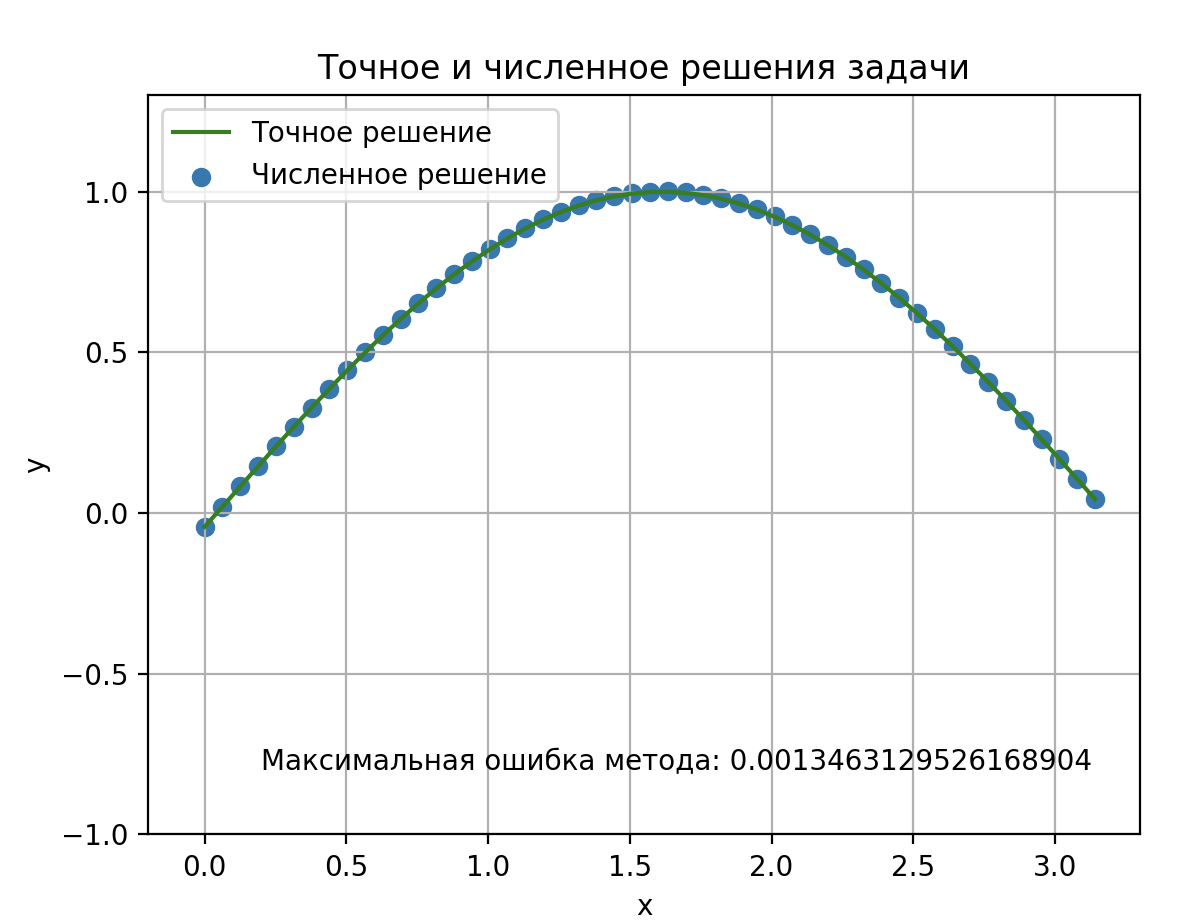 Точное и численное решения задачи
Точное решение
Численное решение
1.0
0.5
0.0
−0.5
−1.0
y
Максимальная ошибка метода: 0.0013463129526168904
0.0 0.5 1.0 1.5 2.0 2.5 3.0
x